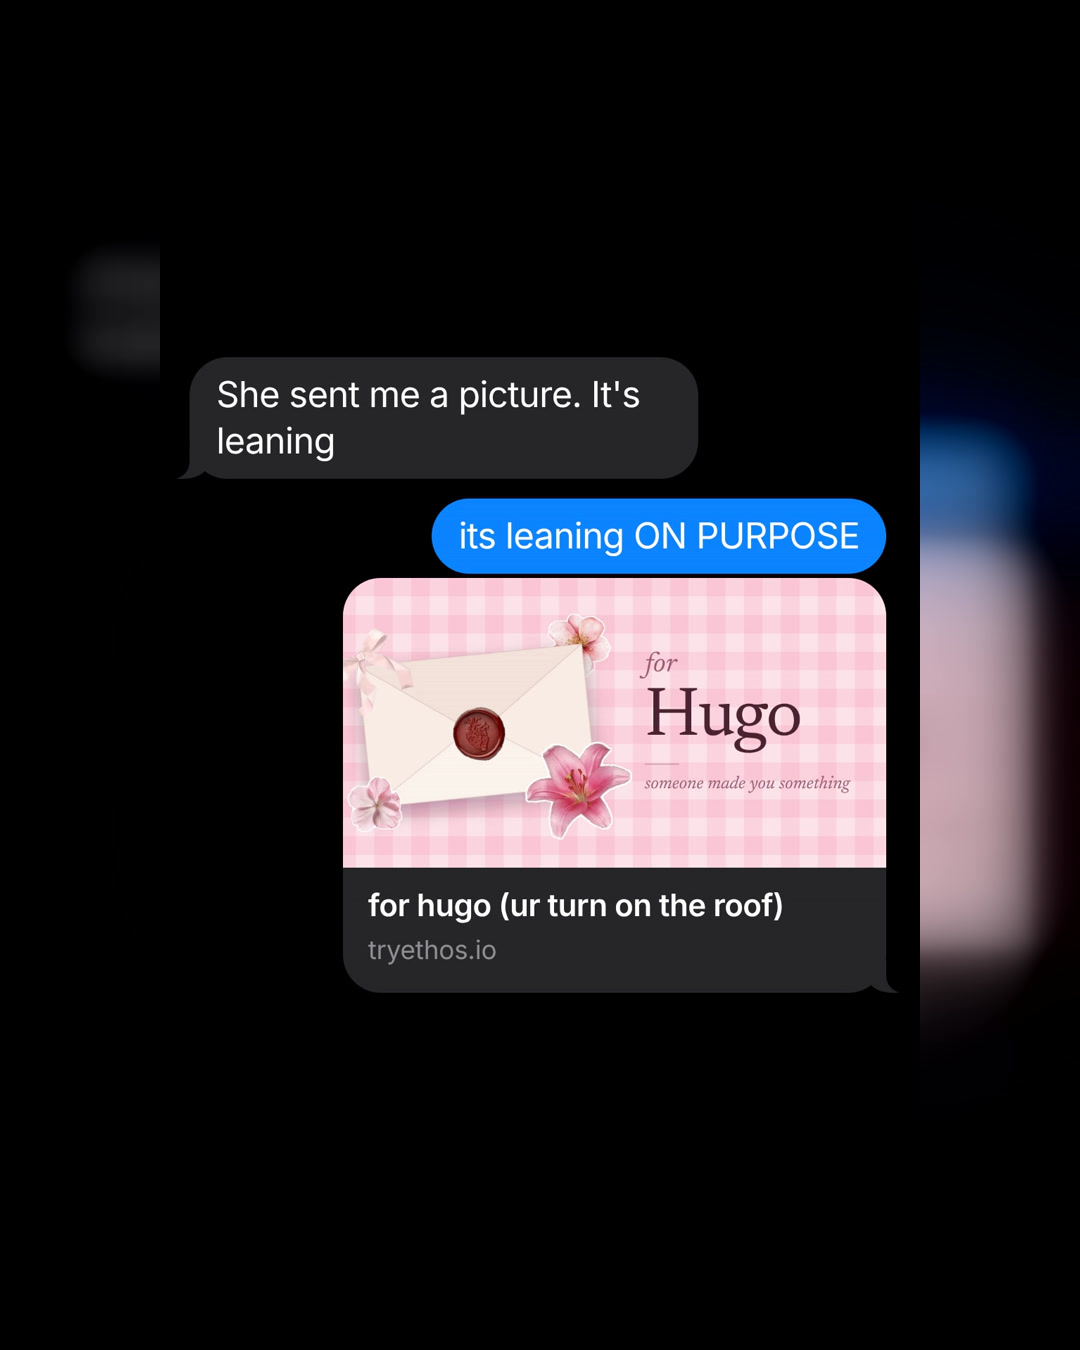 She sent me a picture. It's
leaning
its leaning ON PURPOSE
for
Hugo
someone made you something
for hugo (ur turn on the roof)
tryethos.io